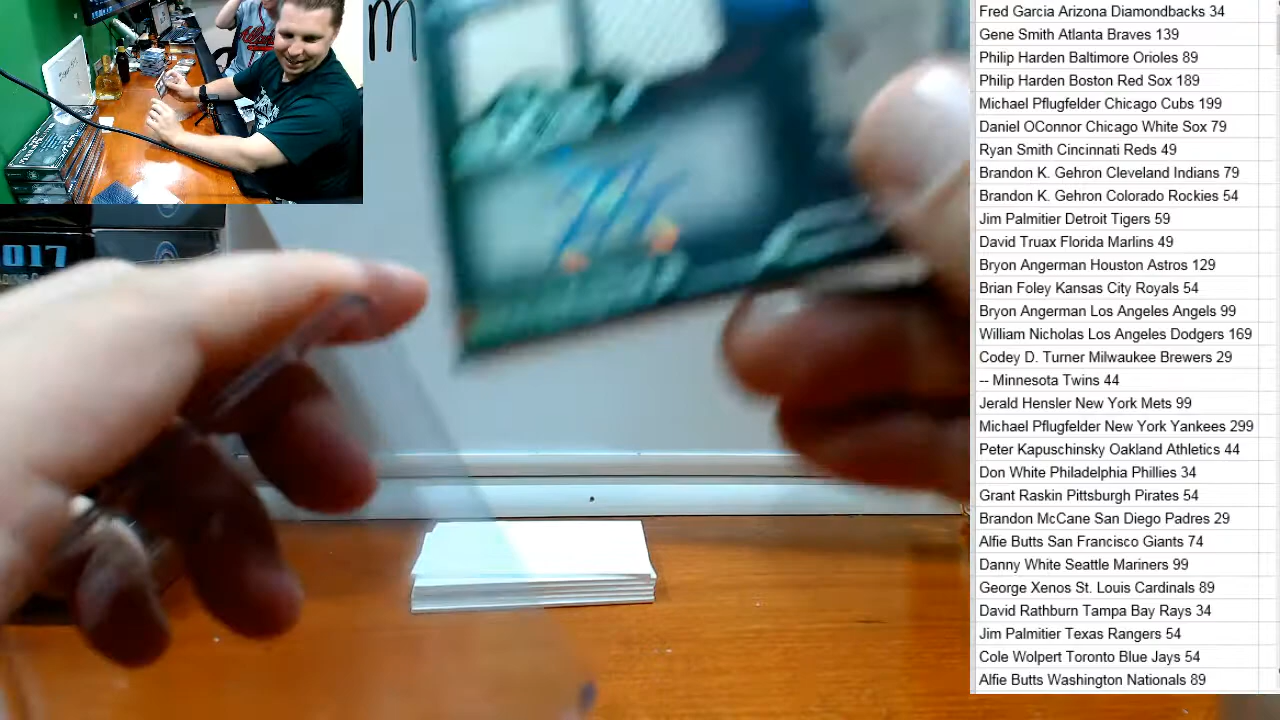 m
017
Fred Garcia Arizona Diamondbacks 34
Gene Smith Atlanta Braves 139
Philip Harden Baltimore Orioles 89
Philip Harden Boston Red Sox 189
Michael Pflugfelder Chicago Cubs 199
Daniel OConnor Chicago White Sox 79
Ryan Smith Cincinnati Reds 49
Brandon K. Gehron Cleveland Indians 79
Brandon K. Gehron Colorado Rockies 54
Jim Palmitier Detroit Tigers 59
David Truax Florida Marlins 49
Bryon Angerman Houston Astros 129
Brian Foley Kansas City Royals 54
Bryon Angerman Los Angeles Angels 99
William Nicholas Los Angeles Dodgers 169
Codey D. Turner Milwaukee Brewers 29
-- Minnesota Twins 44
Jerald Hensler New York Mets 99
Michael Pflugfelder New York Yankees 299
Peter Kapuschinsky Oakland Athletics 44
Don White Philadelphia Phillies 34
Grant Raskin Pittsburgh Pirates 54
Brandon McCane San Diego Padres 29
Alfie Butts San Francisco Giants 74
Danny White Seattle Mariners 99
George Xenos St. Louis Cardinals 89
David Rathburn Tampa Bay Rays 34
Jim Palmitier Texas Rangers 54
Cole Wolpert Toronto Blue Jays 54
Alfie Butts Washington Nationals 89